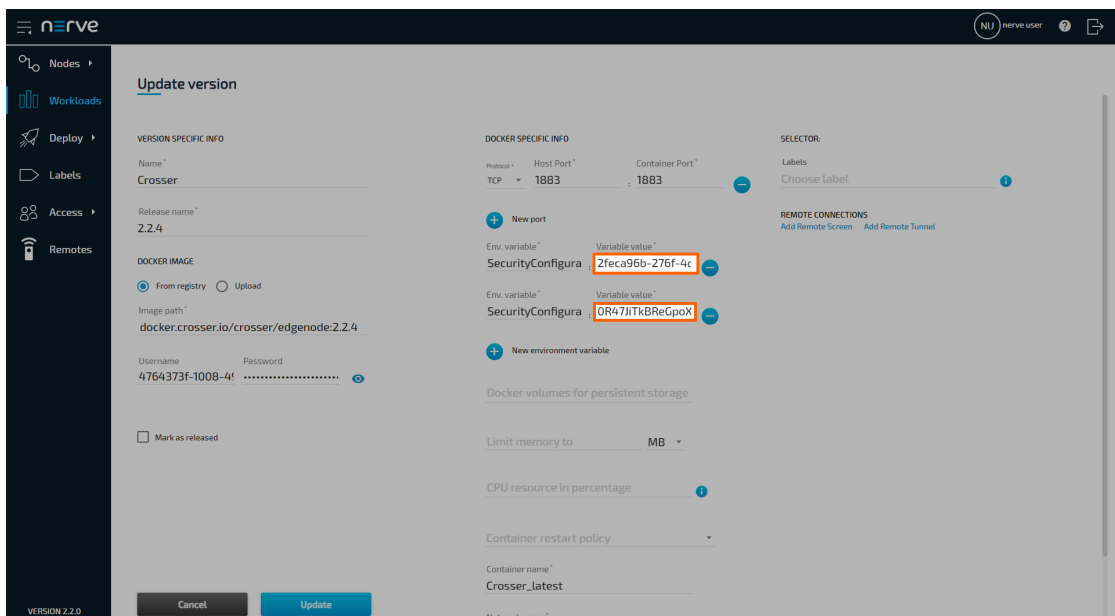 nerve
NU nerve user ?
Nodes
Workloads
Deploy
Labels
Access
Remotes
VERSION 2.2.0
Update version
VERSION SPECIFIC INFO
Name*
Crosser
Release name*
2.2.4
DOCKER IMAGE
From registry Upload
Image path*
docker.crosser.io/crosser/edgenode:2.2.4
Username Password
4764373f-1008-49
Mark as released
Cancel Update
DOCKER SPECIFIC INFO
Protocol* Host Port* Container Port*
TCP 1883 : 1883
New port
Env. variable* Variable value*
SecurityConfigura : 2feca96b-276f-4c
Env. variable* Variable value*
SecurityConfigura : 0R47JiTkBReGpoX
New environment variable
Docker volumes for persistent storage
Limit memory to MB
CPU resource in percentage
Container restart policy
Container name*
Crosser_latest
SELECTOR:
Labels
Choose label
REMOTE CONNECTIONS
Add Remote Screen Add Remote Tunnel